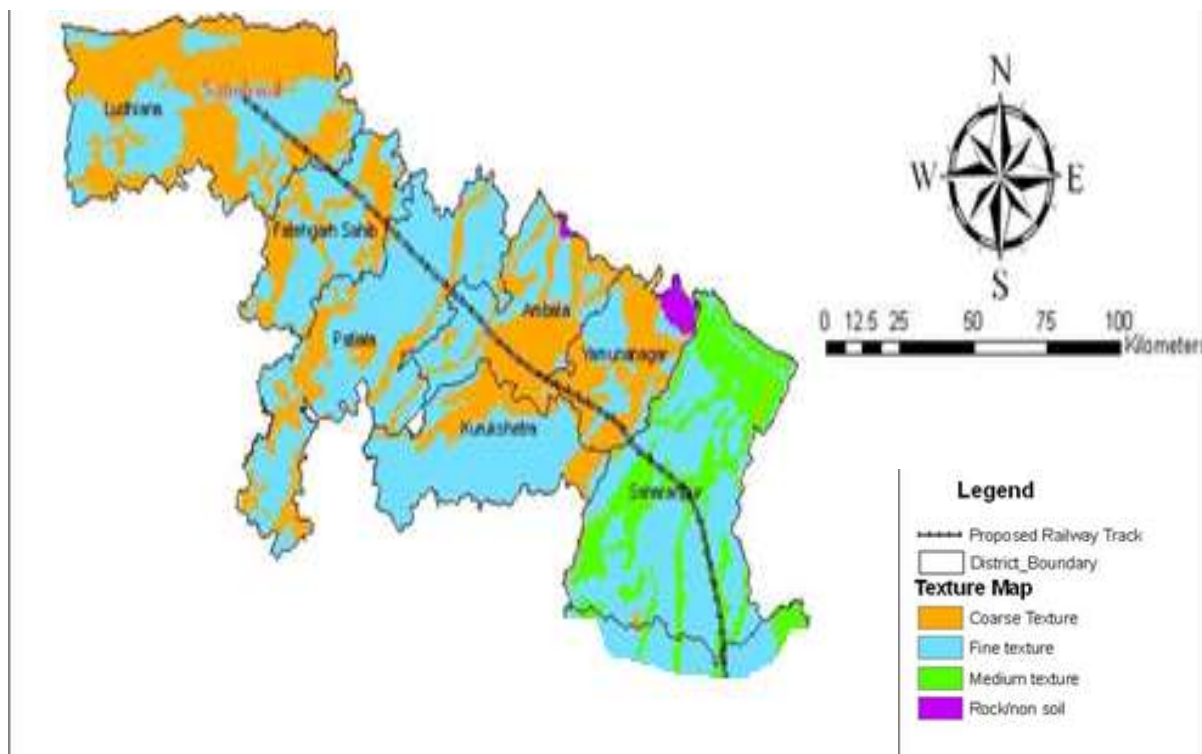 Sahnewal
Ludhiana
Fatehgarh Sahib
Patiala
Ambala
Yamunanagar
Kurukshetra
N
W
E
S
0 12.5 25 50 75 100
Kilometers
Legend
Proposed Railway Track
District_Boundary
Texture Map
Coarse Texture
Fine texture
Medium texture
Rock/non soil